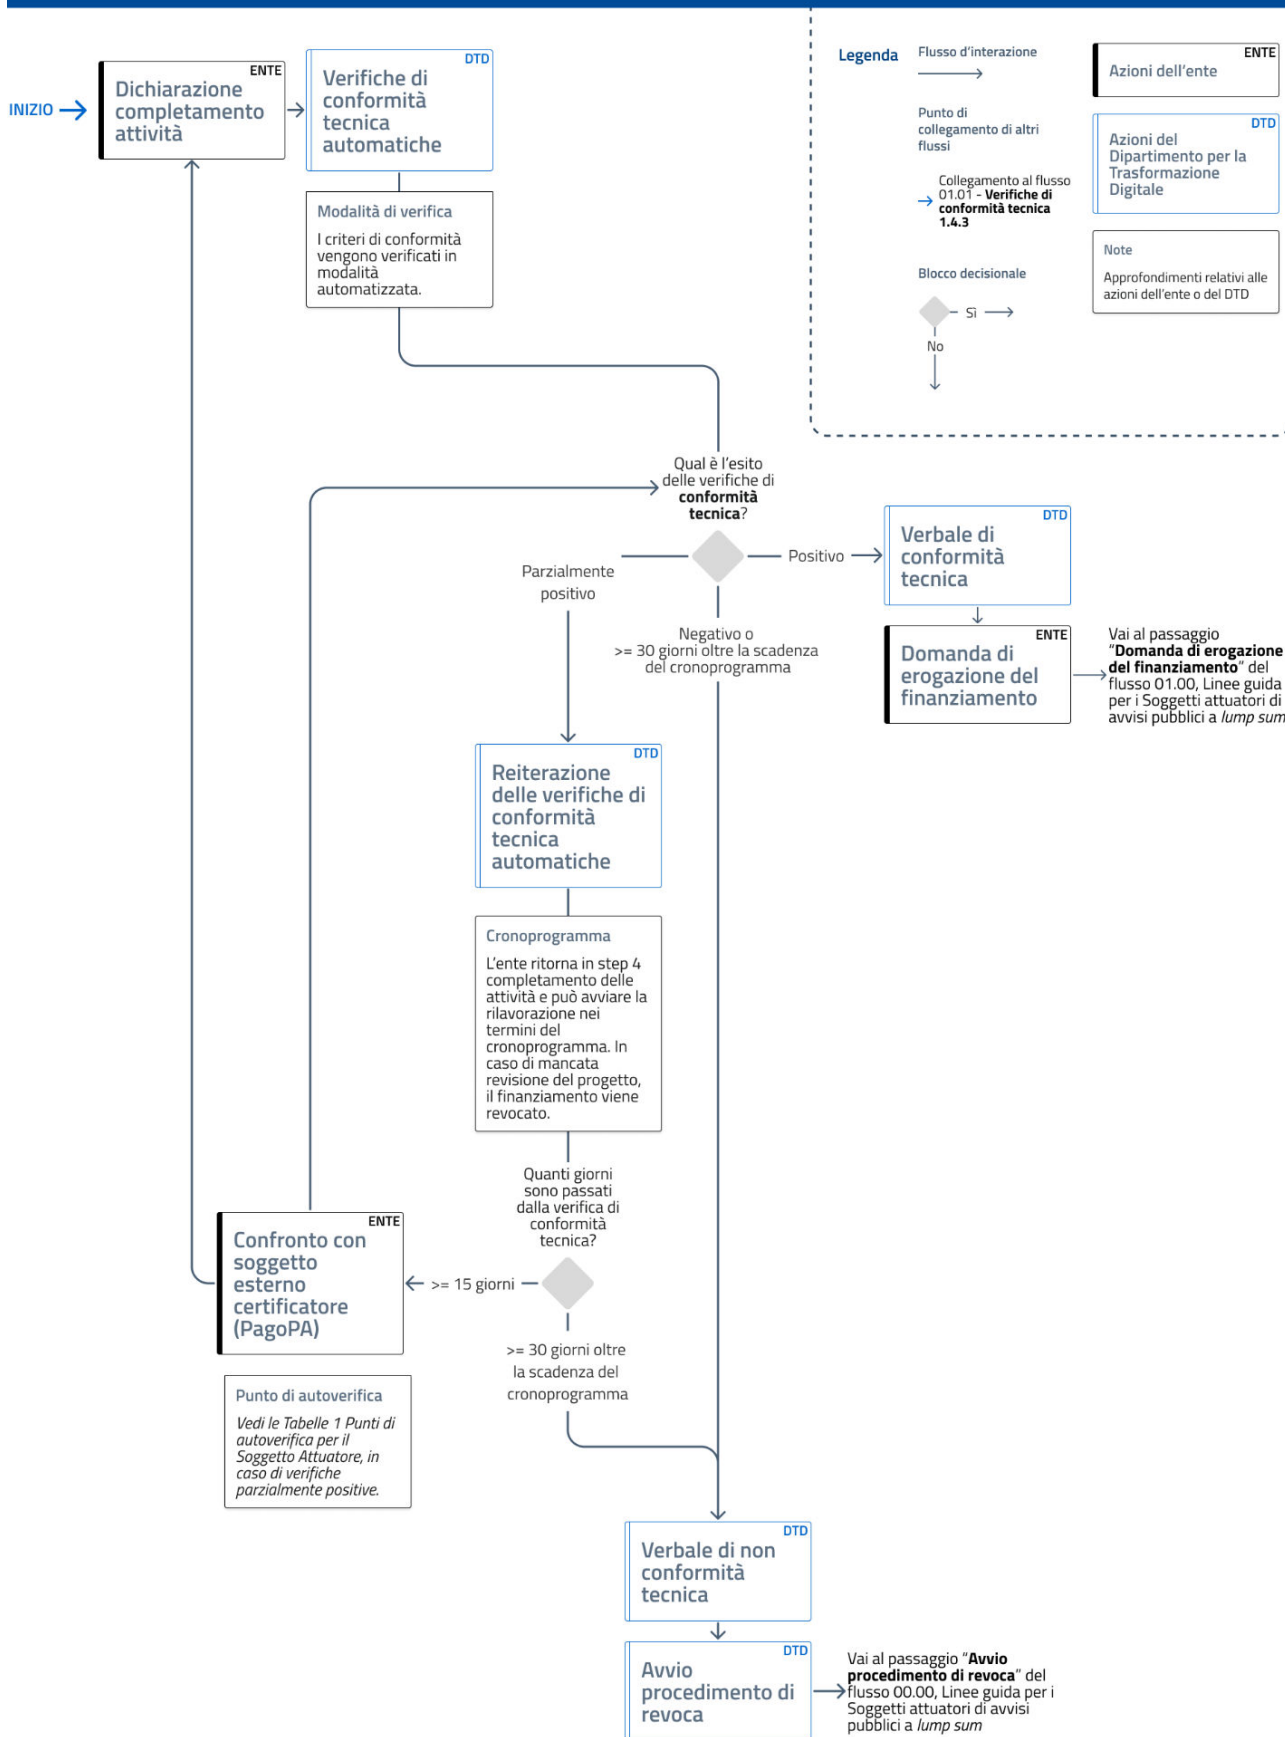 INIZIO
ENTE
Dichiarazione
completamento
attività
DTD
Verifiche di
conformità
tecnica
automatiche
Modalità di verifica
I criteri di conformità
vengono verificati in
modalità
automatizzata.
Legenda
Flusso d'interazione
Punto di
collegamento di altri
flussi
Collegamento al flusso
01.01 - Verifiche di
conformità tecnica
1.4.3
Blocco decisionale
Sì
No
ENTE
Azioni dell'ente
DTD
Azioni del
Dipartimento per la
Trasformazione
Digitale
Note
Approfondimenti relativi alle
azioni dell'ente o del DTD
Qual è l'esito
delle verifiche di
conformità
tecnica?
Positivo
DTD
Verbale di
conformità
tecnica
ENTE
Domanda di
erogazione del
finanziamento
Vai al passaggio
"Domanda di erogazione
del finanziamento" del
flusso 01.00, Linee guida
per i Soggetti attuatori di
avvisi pubblici a lump sum
Parzialmente
positivo
Negativo o
>= 30 giorni oltre la scadenza
del cronoprogramma
DTD
Reiterazione
delle verifiche di
conformità
tecnica
automatiche
Cronoprogramma
L'ente ritorna in step 4
completamento delle
attività e può avviare la
rilavorazione nei
termini del
cronoprogramma. In
caso di mancata
revisione del progetto,
il finanziamento viene
revocato.
Quanti giorni
sono passati
dalla verifica di
conformità
tecnica?
>= 15 giorni
ENTE
Confronto con
soggetto
esterno
certificatore
(PagoPA)
Punto di autoverifica
Vedi le Tabelle 1 Punti di
autoverifica per il
Soggetto Attuatore, in
caso di verifiche
parzialmente positive.
>= 30 giorni oltre
la scadenza del
cronoprogramma
DTD
Verbale di non
conformità
tecnica
DTD
Avvio
procedimento di
revoca
Vai al passaggio "Avvio
procedimento di revoca" del
flusso 00.00, Linee guida per i
Soggetti attuatori di avvisi
pubblici a lump sum